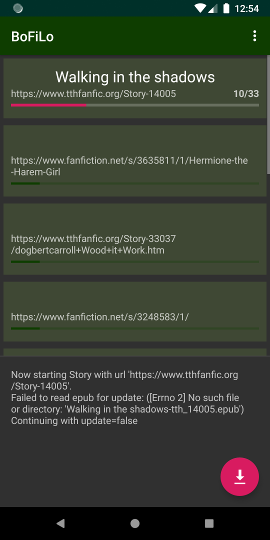 12:54
BoFiLo
Walking in the shadows
https://www.tthfanfic.org/Story-14005 10/33
https://www.fanfiction.net/s/3635811/1/Hermione-the
-Harem-Girl
https://www.tthfanfic.org/Story-33037
/dogbertcarroll+Wood+it+Work.htm
https://www.fanfiction.net/s/3248583/1/
Now starting Story with url 'https://www.tthfanfic.org
/Story-14005'.
Failed to read epub for update: ([Errno 2] No such file
or directory: 'Walking in the shadows-tth_14005.epub')
Continuing with update=false